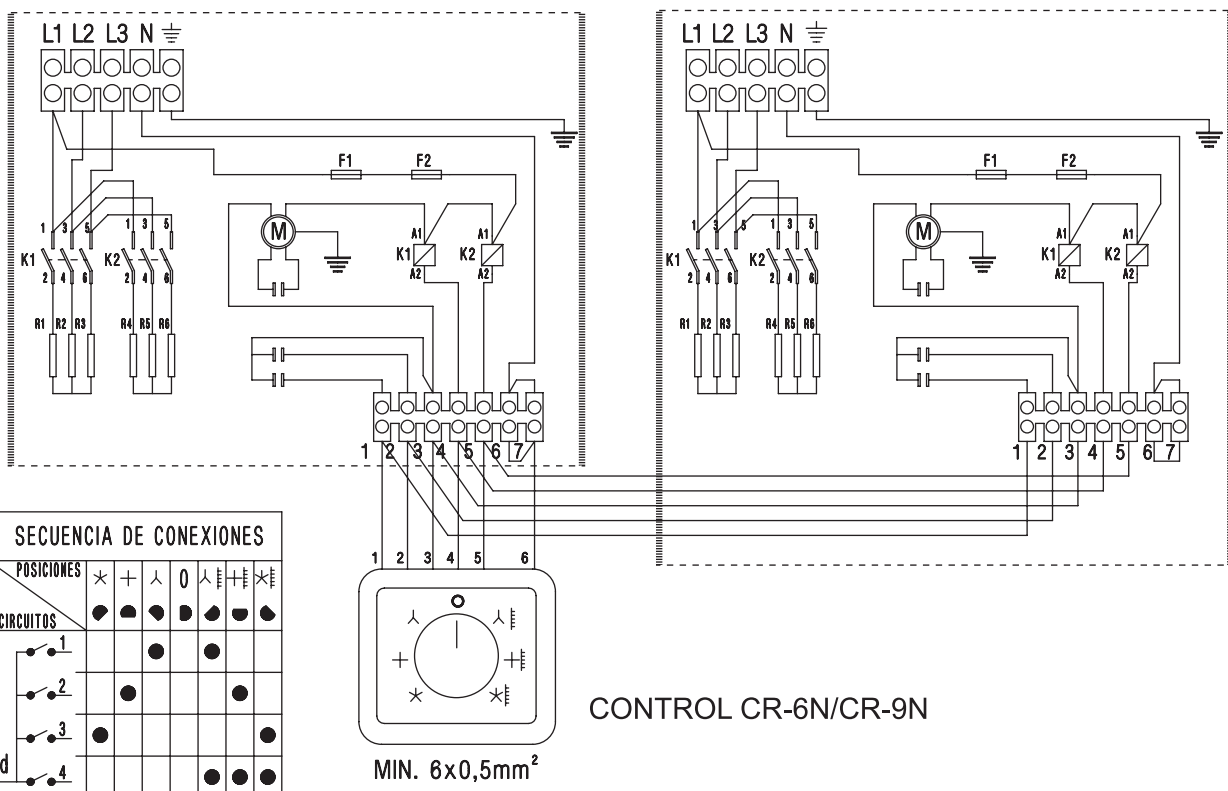 L1 L2 L3 N
F1 F2
M
1 3 5 1 3 5
K1 K2
2 4 6 2 4 6
A1 A1
K1 K2
A2 A2
R1 R2 R3 R4 R5 R6
1 2 3 4 5 6 7
L1 L2 L3 N
F1 F2
M
1 3 5 1 3 5
K1 K2
2 4 6 2 4 6
A1 A1
K1 K2
A2 A2
R1 R2 R3 R4 R5 R6
1 2 3 4 5 6 7
SECUENCIA DE CONEXIONES
POSICIONES
0
CIRCUITOS
1
2
3
d
4
1 2 3 4 5 6
CONTROL CR-6N/CR-9N
MIN. 6x0,5mm²